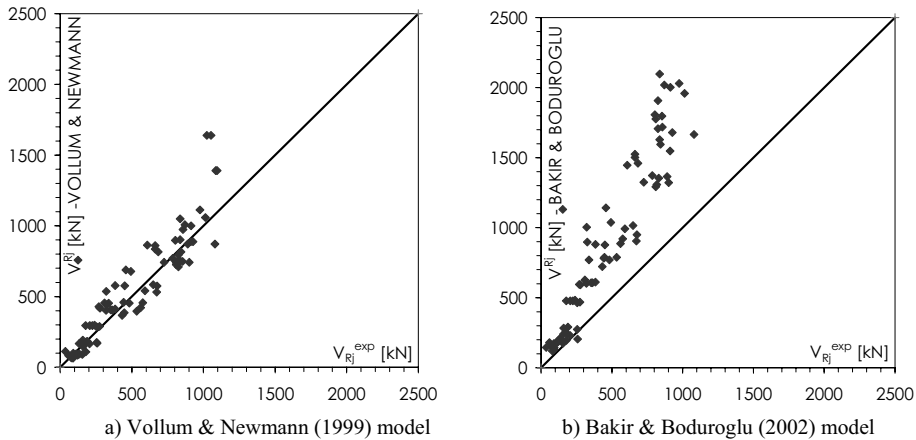 2500
2000
1500
1000
500
0
V_Rj [kN] -VOLLUM & NEWMANN
V_Rj^exp [kN]
0 500 1000 1500 2000 2500
a) Vollum & Newmann (1999) model
2500
2000
1500
1000
500
0
V_Rj [kN] -BAKIR & BODUROGLU
V_Rj^exp [kN]
0 500 1000 1500 2000 2500
b) Bakir & Boduroglu (2002) model